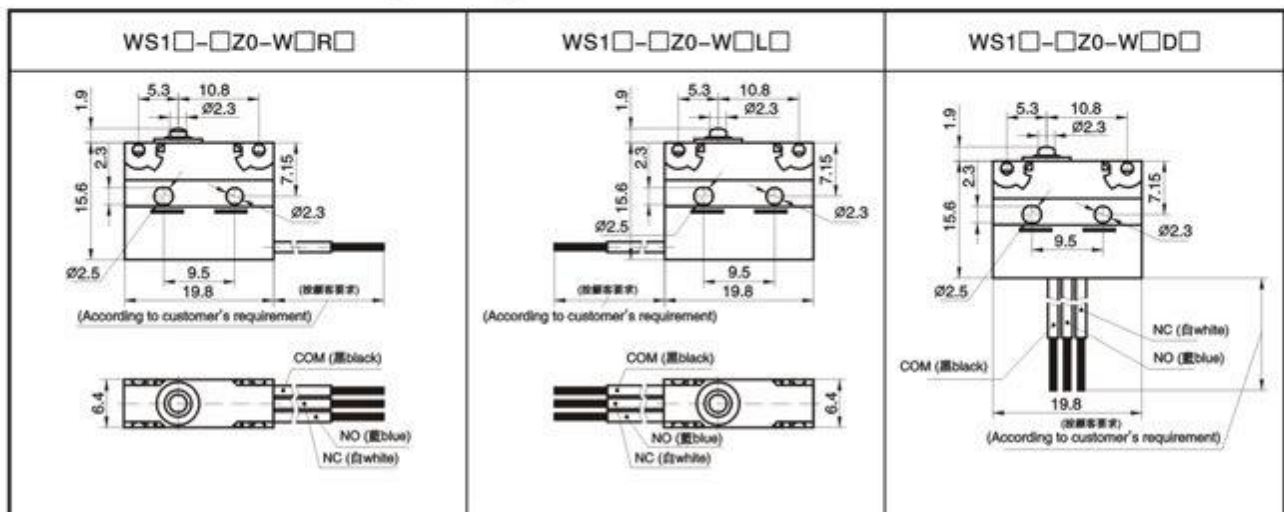 WS1□-□Z0-W□R□
5.3
10.8
1.9
Ø2.3
2.3
7.15
15.6
Ø2.3
Ø2.5
9.5
19.8
(按顧客要求)
(According to customer's requirement)
COM (黑black)
6.4
NO (藍blue)
NC (白white)
WS1□-□Z0-W□L□
5.3
10.8
1.9
Ø2.3
2.3
7.15
15.6
Ø2.3
Ø2.5
9.5
(按顧客要求)
19.8
(According to customer's requirement)
COM (黑black)
6.4
NO (藍blue)
NC (白white)
WS1□-□Z0-W□D□
5.3
10.8
1.9
Ø2.3
2.3
7.15
15.6
Ø2.3
9.5
Ø2.5
NC (白white)
NO (藍blue)
COM (黑black)
19.8
(按顧客要求)
(According to customer's requirement)